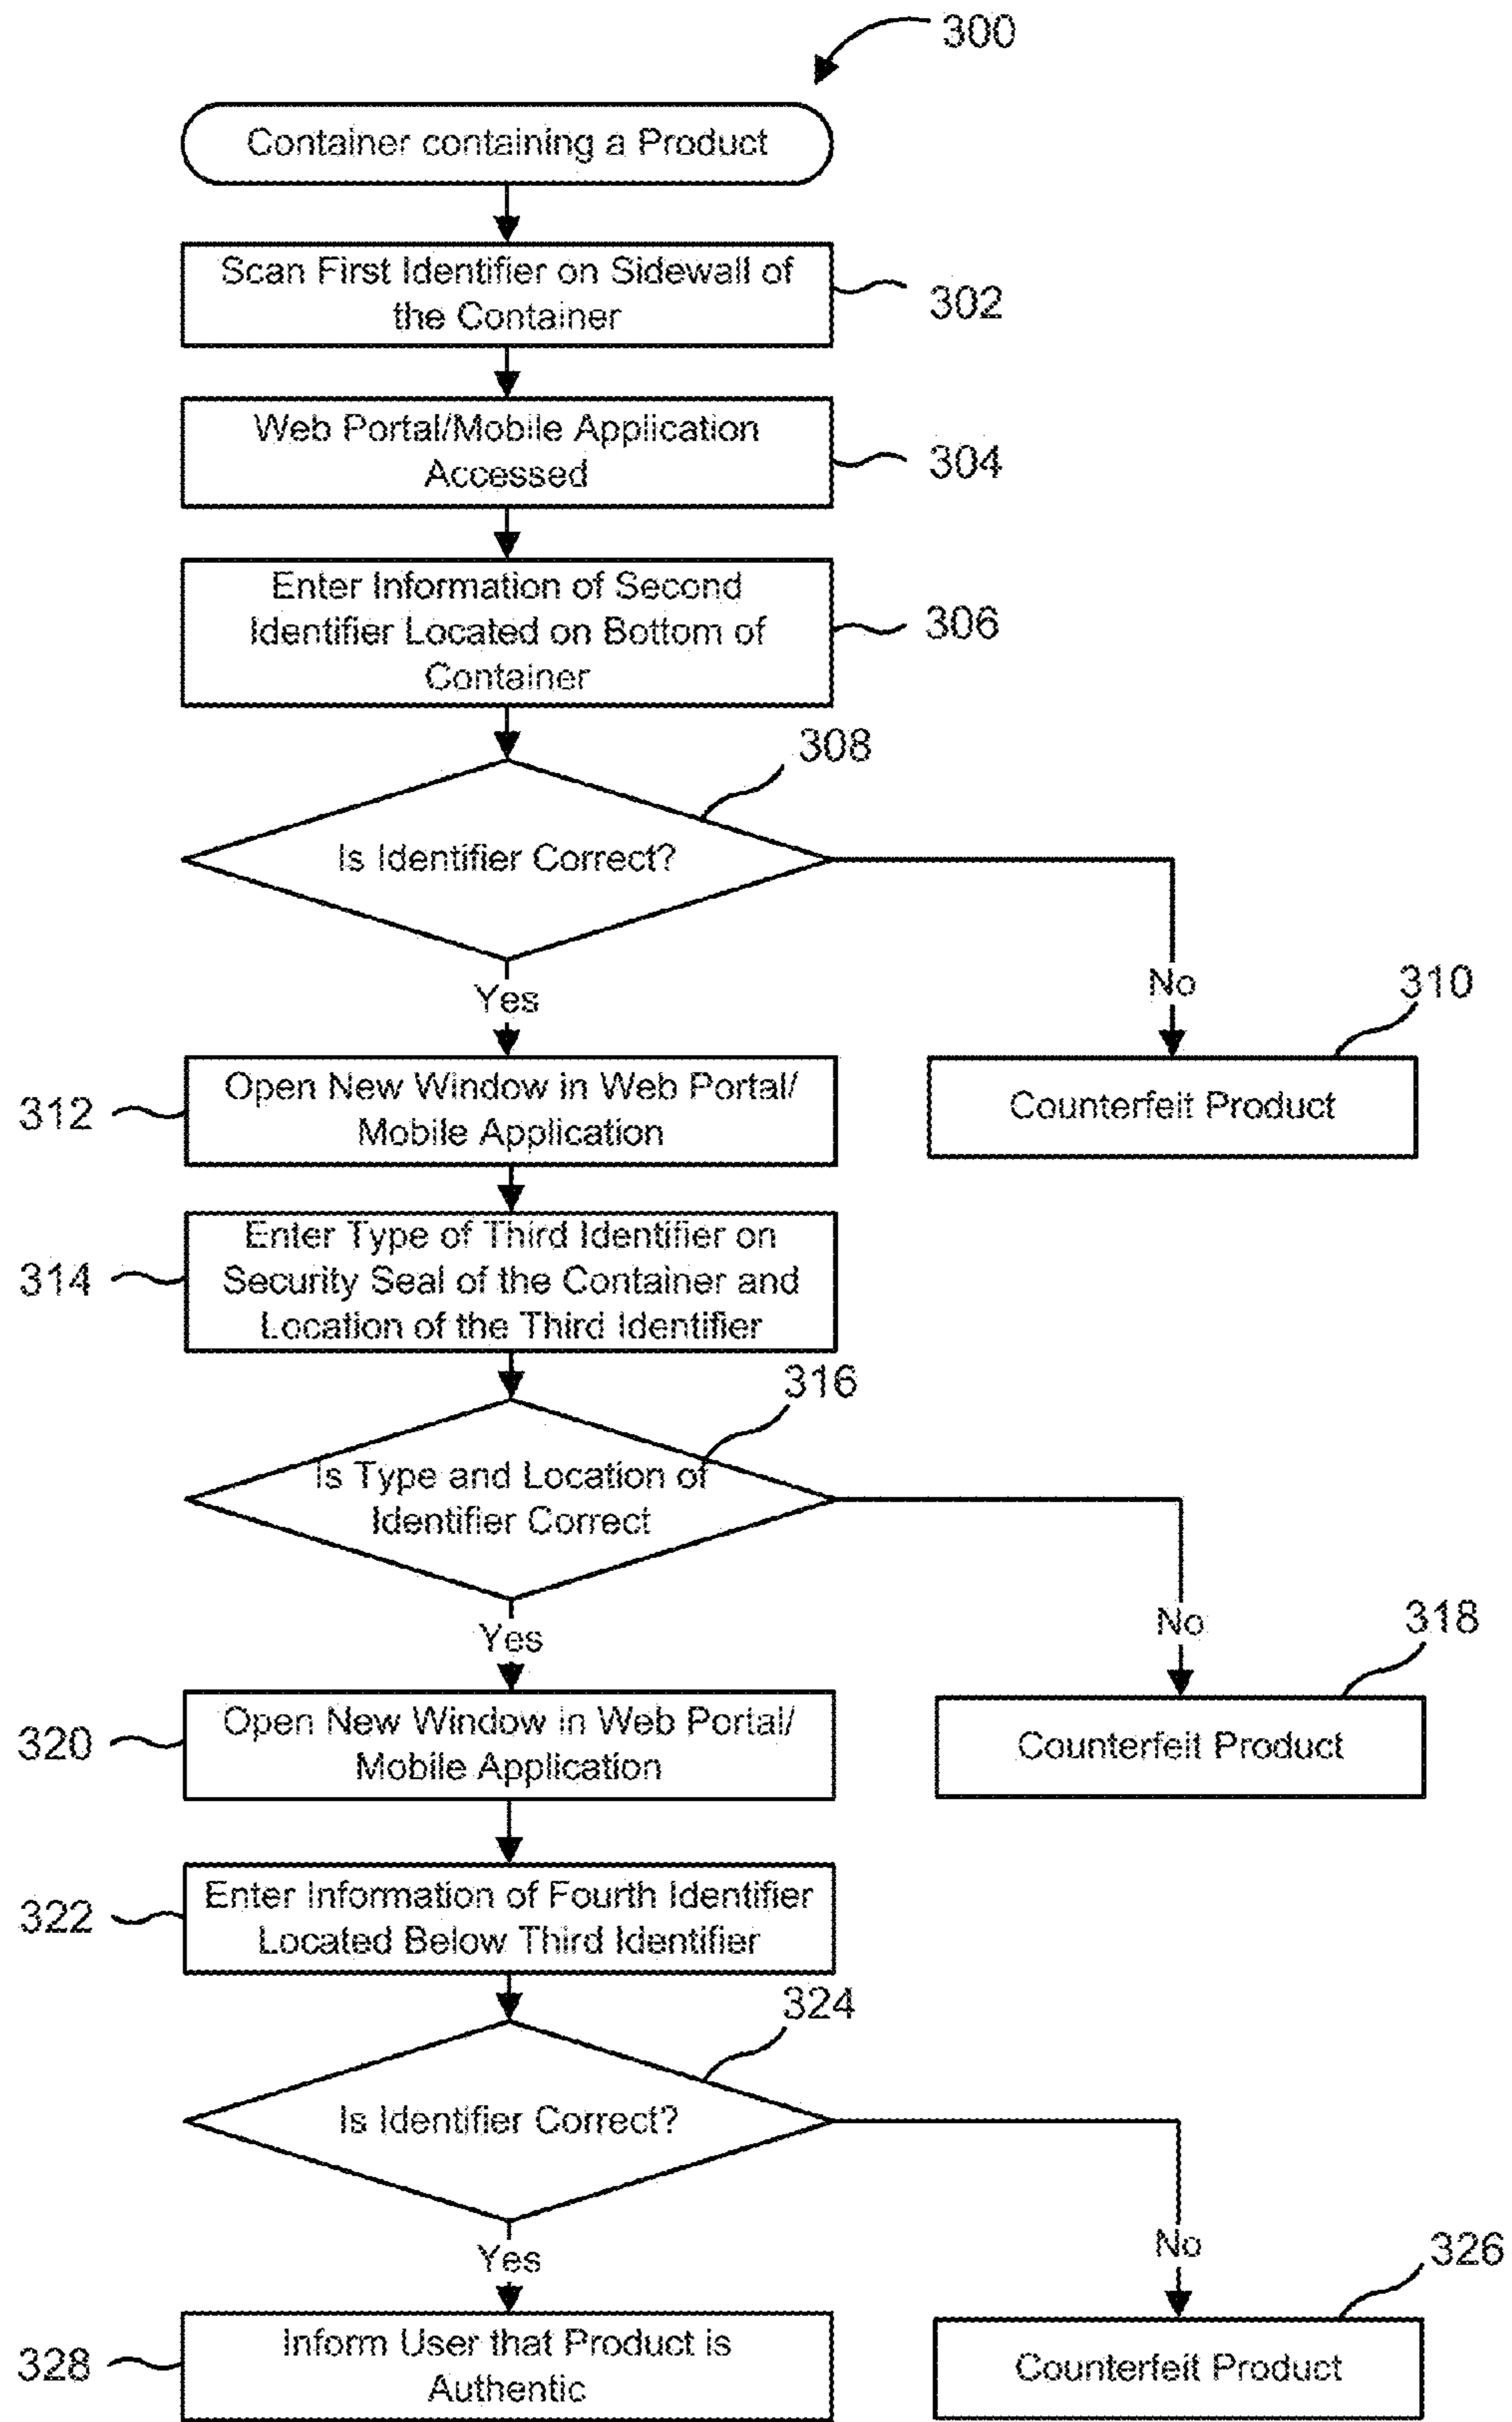 300
Container containing a Product
Scan First Identifier on Sidewall of
the Container
302
Web Portal/Mobile Application
Accessed
304
Enter Information of Second
Identifier Located on Bottom of
Container
306
308
Is Identifier Correct?
Yes
No
310
312
Open New Window in Web Portal/
Mobile Application
Counterfeit Product
314
Enter Type of Third Identifier on
Security Seal of the Container and
Location of the Third Identifier
316
Is Type and Location of
Identifier Correct
Yes
No
318
320
Open New Window in Web Portal/
Mobile Application
Counterfeit Product
322
Enter Information of Fourth Identifier
Located Below Third Identifier
324
Is Identifier Correct?
Yes
No
326
328
Inform User that Product is
Authentic
Counterfeit Product